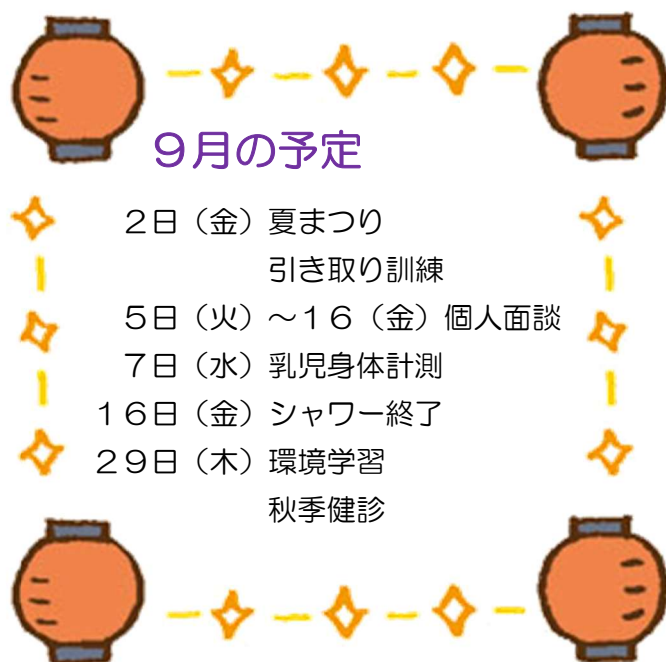 ９月の予定
２日（金）夏まつり
引き取り訓練
５日（火）～１６（金）個人面談
７日（水）乳児身体計測
１６日（金）シャワー終了
２９日（木）環境学習
秋季健診